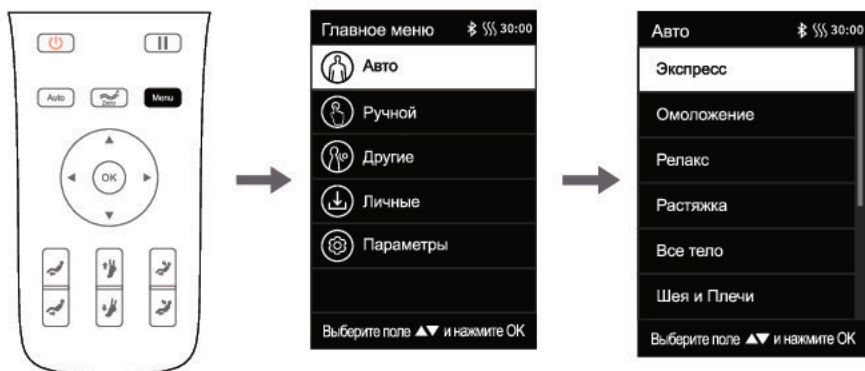 Auto
Zero
Menu
OK
Главное меню 30:00
Авто
Ручной
Другие
Личные
Параметры
Выберите поле ▲▼ и нажмите OK
Авто 30:00
Экспресс
Омоложение
Релакс
Растяжка
Все тело
Шея и Плечи
Выберите поле ▲▼ и нажмите OK